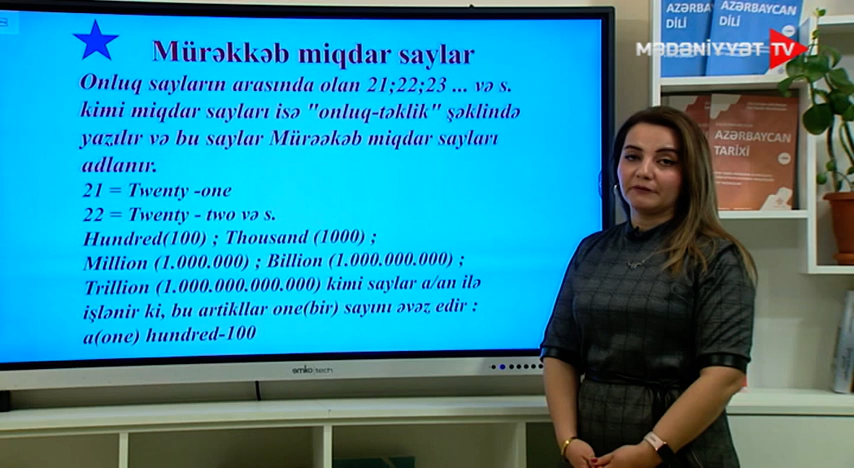 Mürəkkəb miqdar saylar
Onluq sayların arasında olan 21;22;23 ... və s.
kimi miqdar sayları isə "onluq-təklik" şəklində
yazılır və bu saylar Mürəəkəb miqdar sayları
adlanır.
21 = Twenty -one
22 = Twenty - two və s.
Hundred(100) ; Thousand (1000) ;
Million (1.000.000) ; Billion (1.000.000.000) ;
Trillion (1.000.000.000.000) kimi saylar a/an ilə
işlənir ki, bu artikllar one(bir) sayını əvəz edir :
a(one) hundred-100
emko tech
AZƏRBAYCAN
DİLİ
AZƏRBAYCAN
DİLİ
MƏDƏNİYYƏT TV
AZƏRBAYCAN
TARİXİ